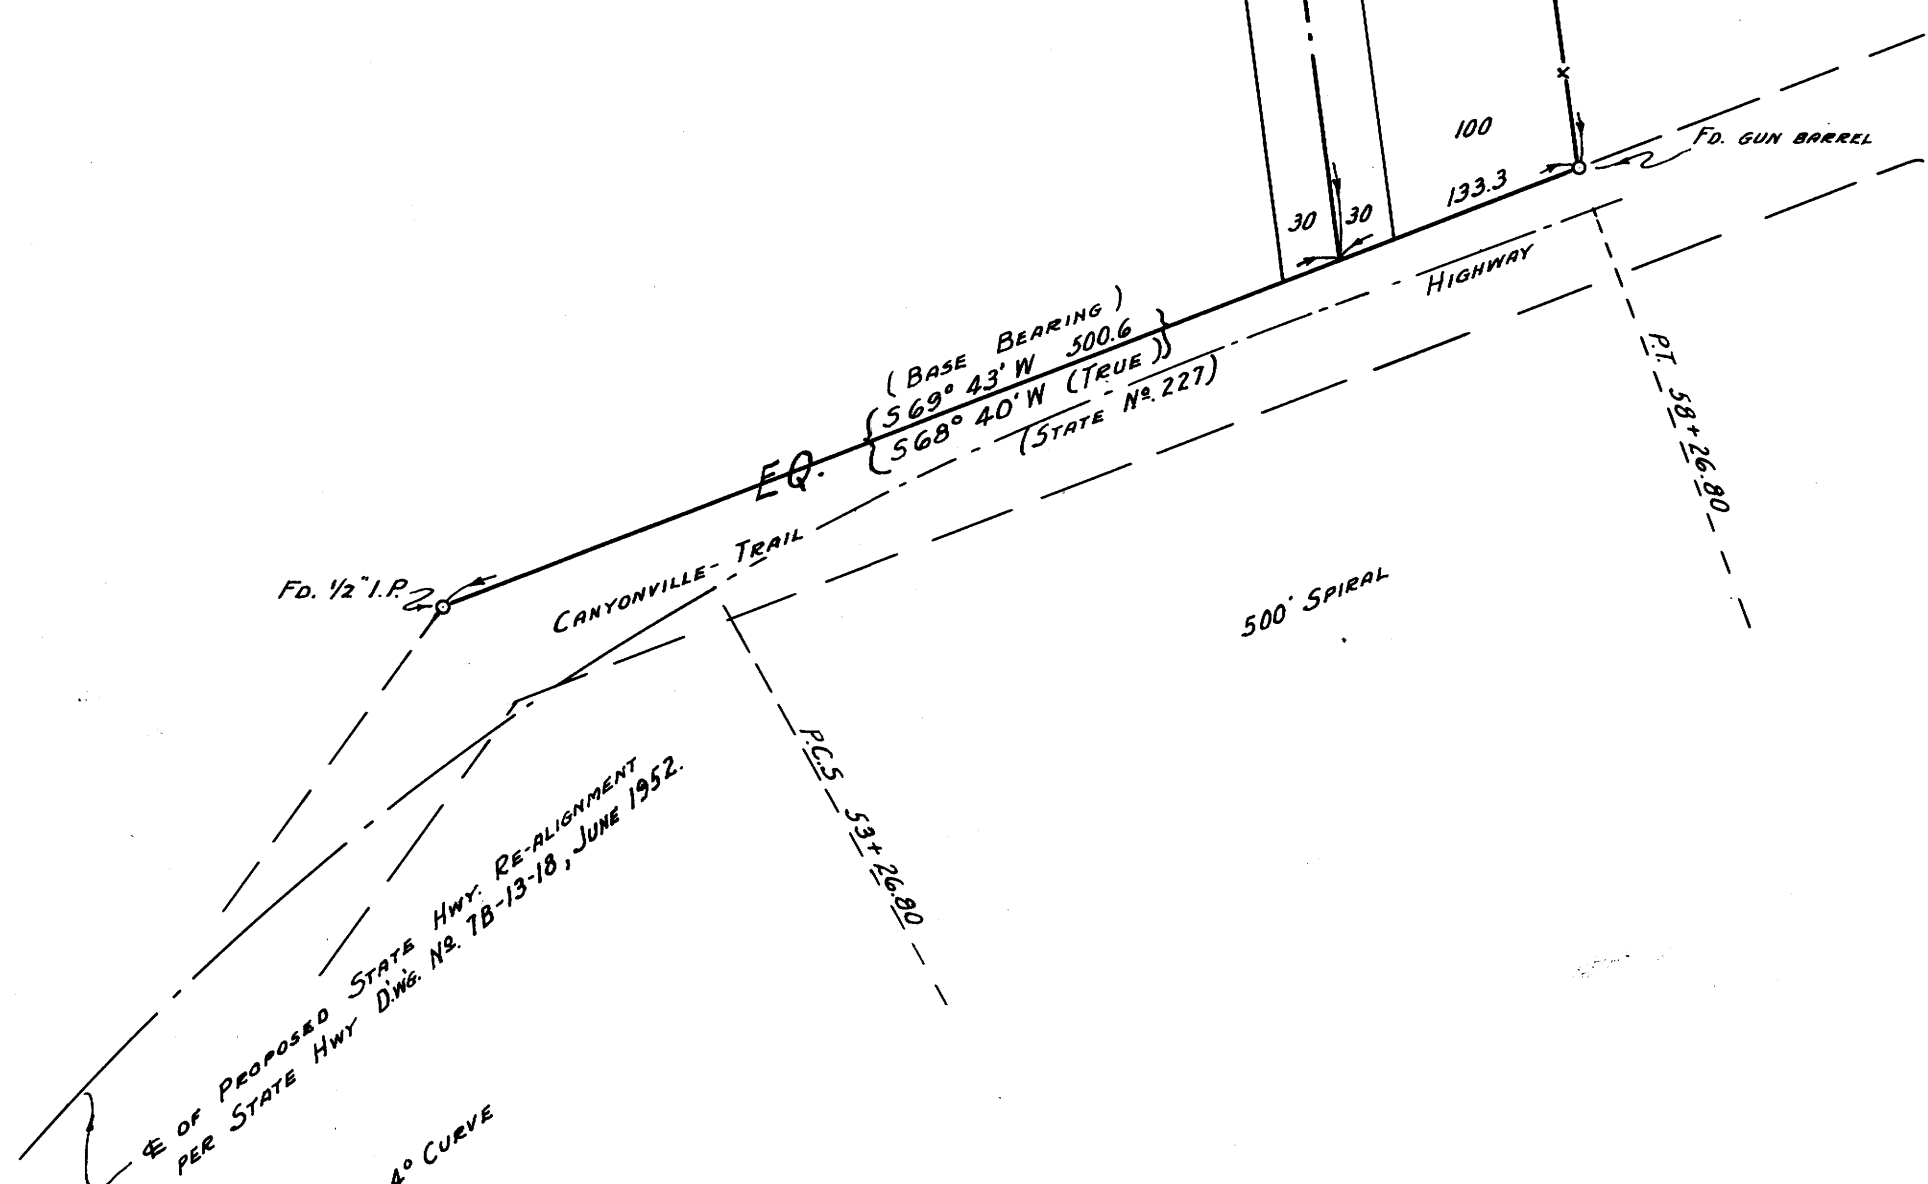 100
FD. GUN BARREL
133.3
30
30
HIGHWAY
( BASE BEARING )
S 69° 43' W 500.6
S 68° 40' W (TRUE)
(STATE Nº. 227)
EQ.
P.T. 58+26.80
CANYONVILLE - TRAIL
FD. 1/2" I.P.
500' SPIRAL
P.C.S 53+26.80
℄ OF PROPOSED STATE HWY. RE-ALIGNMENT
PER STATE HWY D'W'G. Nº. 7B-13-18, JUNE 1952.
4° CURVE